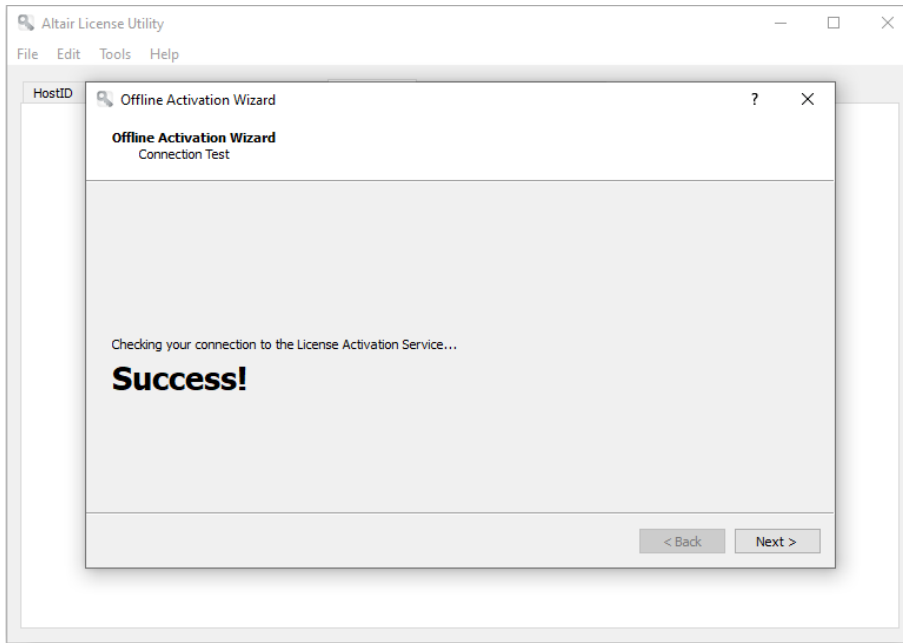 Altair License Utility
File Edit Tools Help
HostID
Offline Activation Wizard
?
Offline Activation Wizard
Connection Test
Checking your connection to the License Activation Service...
Success!
< Back Next >